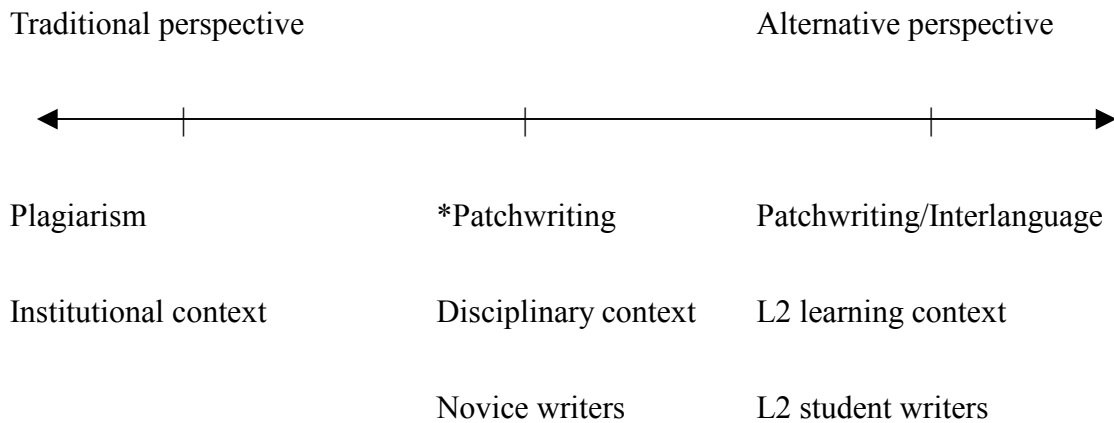 Traditional perspective Alternative perspective
Plagiarism *Patchwriting Patchwriting/Interlanguage
Institutional context Disciplinary context L2 learning context
Novice writers L2 student writers